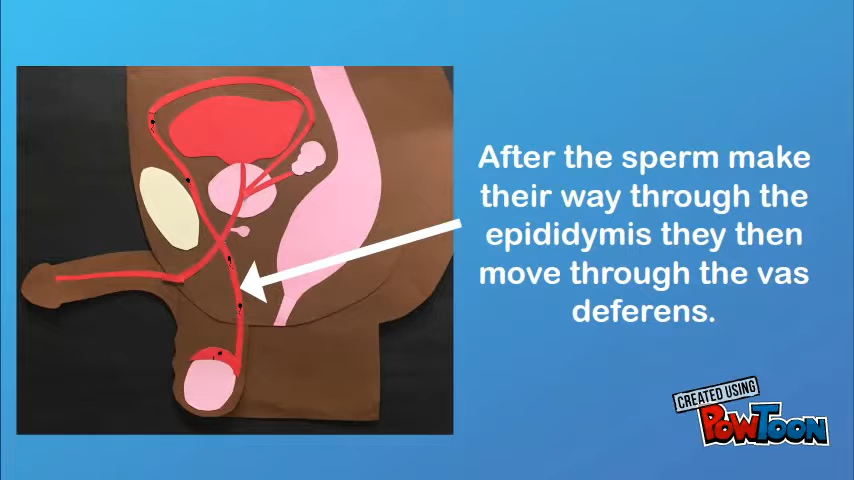 After the sperm make
their way through the
epididymis they then
move through the vas
deferens.
CREATED USING
POWTOON